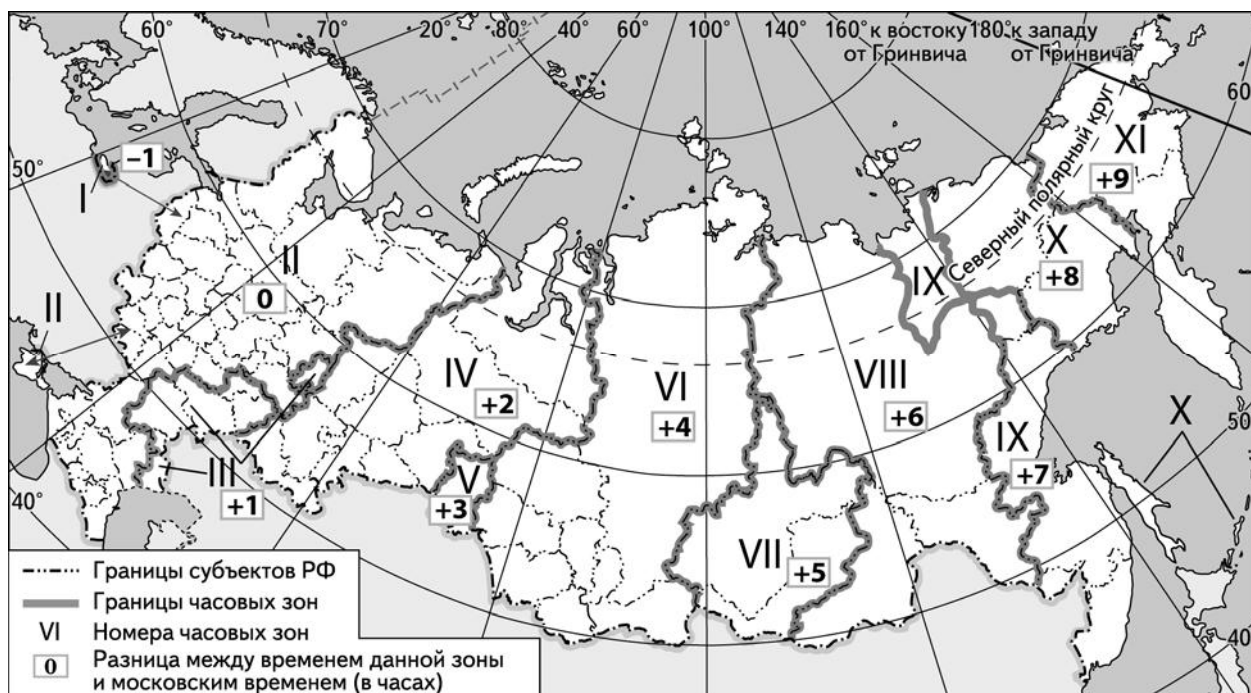 60°
70°
20°
60°
40°
80°
100°
120°
140°
160° к востоку
от Гринвича
180° к западу
от Гринвича
60°
50°
50°
40°
40°
I
–1
II
0
II
III
+1
IV
+2
V
+3
VI
+4
VII
+5
VIII
+6
IX
IX
+7
X
+8
X
XI
+9
Северный полярный круг
Границы субъектов РФ
Границы часовых зон
VI Номера часовых зон
0 Разница между временем данной зоны
и московским временем (в часах)